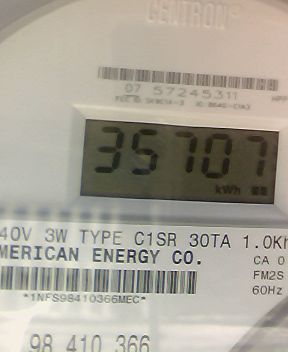 CENTRON®
07 57245311
35707
kWh
40V 3W TYPE C1SR 30TA 1.0Kh
MERICAN ENERGY CO.
CA 0
FM2S
60Hz
*1NFS98410366MEC*
98 410 366